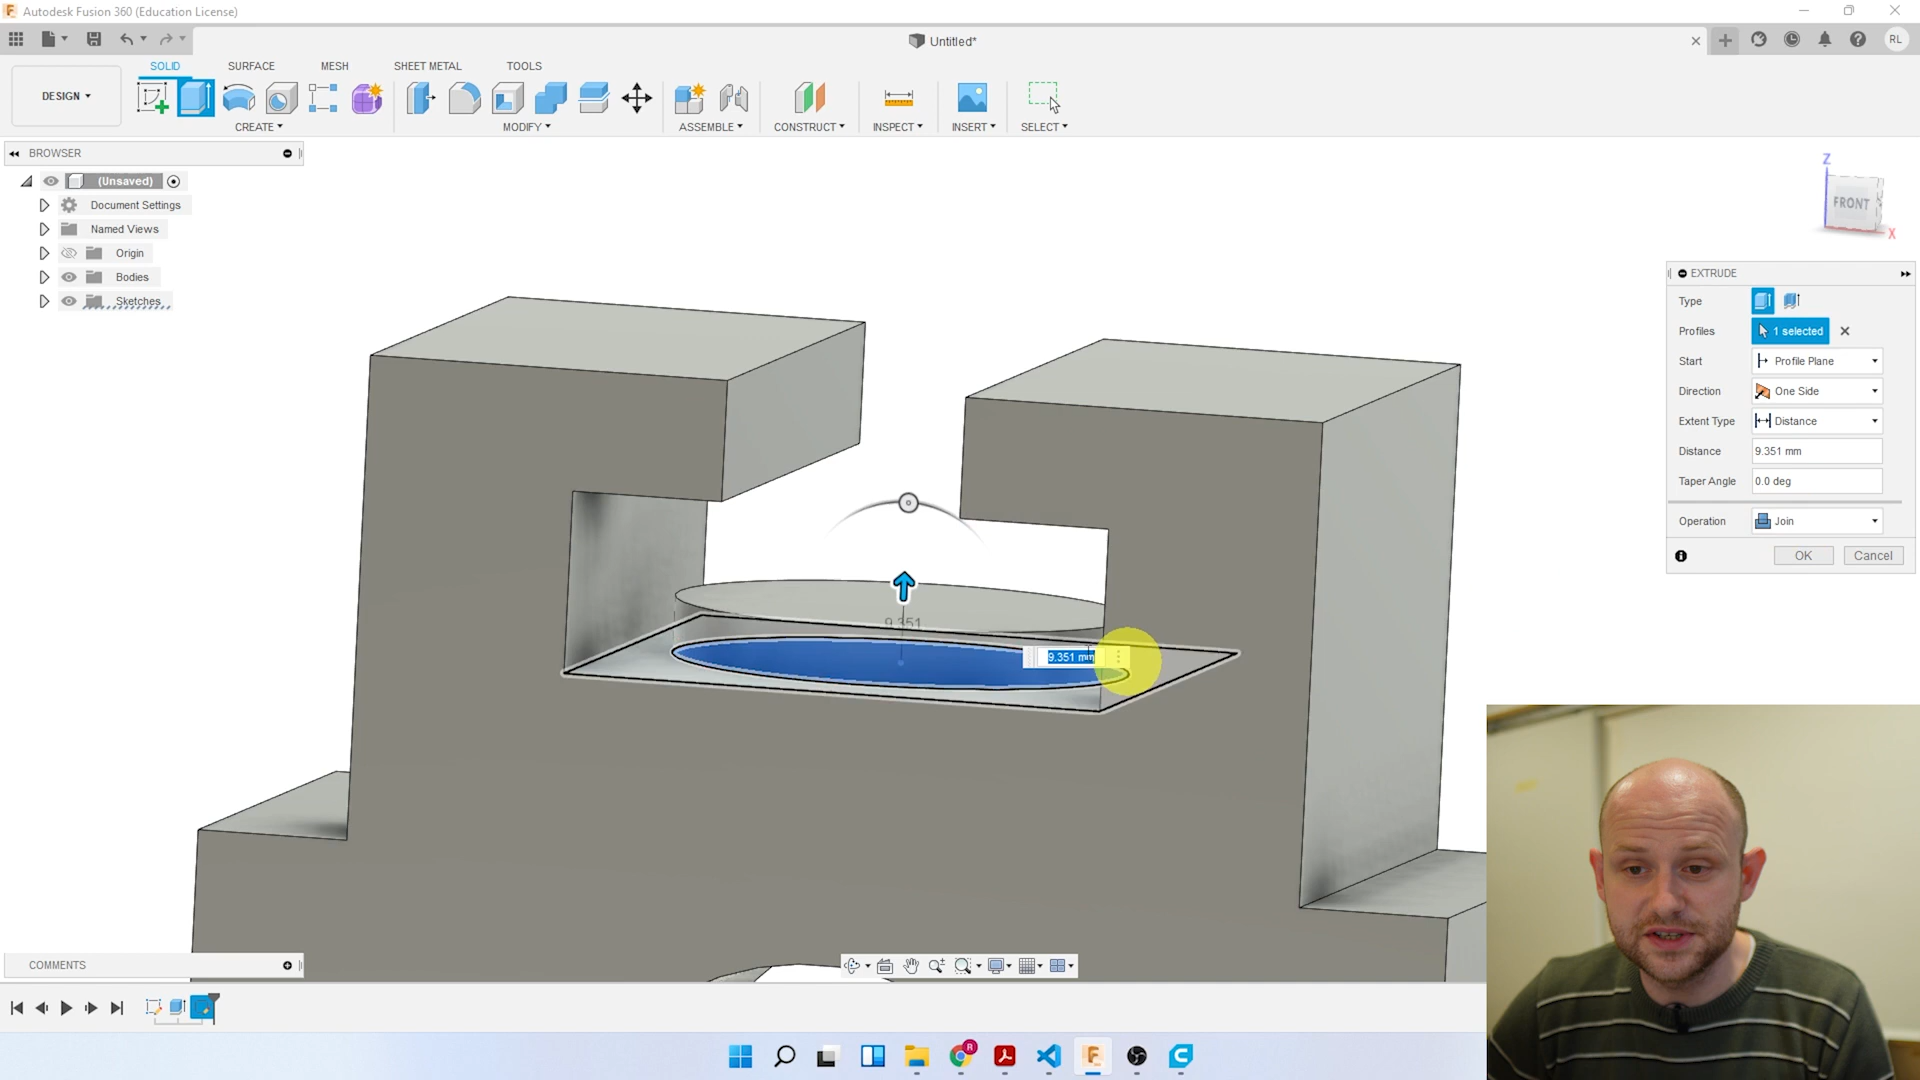 Autodesk Fusion 360 (Education License)
Untitled*
RL
DESIGN
SOLID
SURFACE
MESH
SHEET METAL
TOOLS
CREATE
MODIFY
ASSEMBLE
CONSTRUCT
INSPECT
INSERT
SELECT
BROWSER
(Unsaved)
Document Settings
Named Views
Origin
Bodies
Sketches
Z
FRONT
X
EXTRUDE
Type
Profiles 1 selected
Start Profile Plane
Direction One Side
Extent Type Distance
Distance 9.351 mm
Taper Angle 0.0 deg
Operation Join
OK Cancel
9.351
9.351 mm
COMMENTS